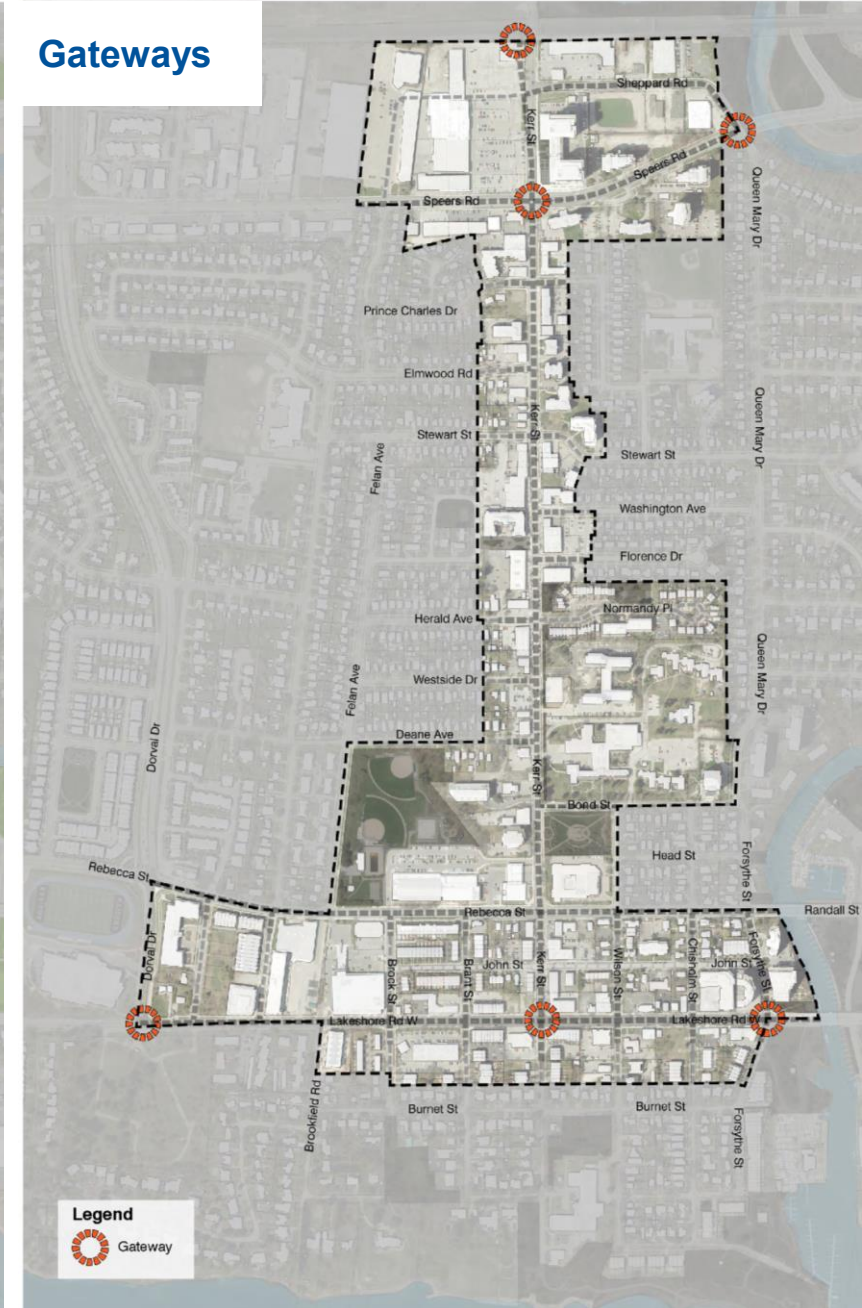 Gateways
Sheppard Rd
Kerr St
Speers Rd
Speers Rd
Queen Mary Dr
Prince Charles Dr
Elmwood Rd
Kerr St
Queen Mary Dr
Stewart St
Stewart St
Felan Ave
Washington Ave
Florence Dr
Normandy Pl
Herald Ave
Queen Mary Dr
Westside Dr
Felan Ave
Dorval Dr
Deane Ave
Kerr St
Bond St
Head St
Forsythe St
Rebecca St
Rebecca St
Randall St
Dorval Dr
Brock St
Brant St
John St
Kerr St
Wilson St
Chisholm St
John St
Forsythe St
Lakeshore Rd W
Lakeshore Rd W
Brookfield Rd
Burnet St
Burnet St
Forsythe St
Legend
Gateway